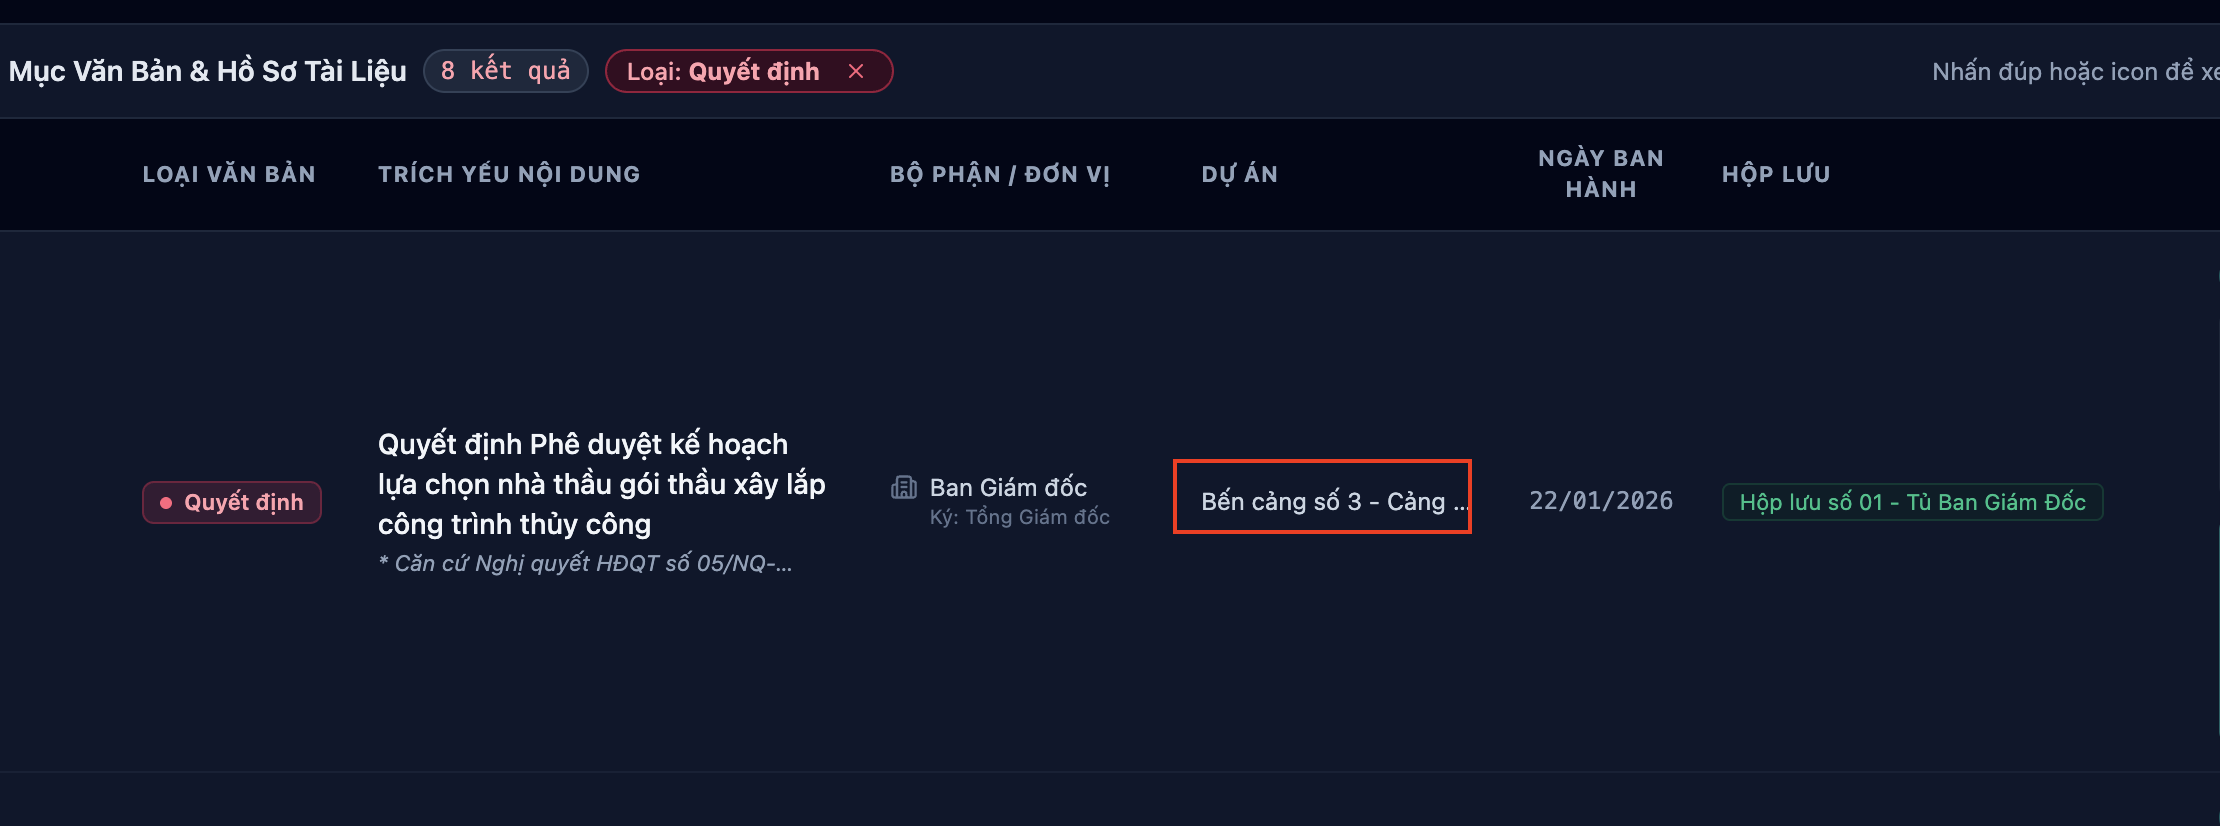 Mục Văn Bản & Hồ Sơ Tài Liệu
8 kết quả
Loại: Quyết định
Nhấn đúp hoặc icon để
LOẠI VĂN BẢN
TRÍCH YẾU NỘI DUNG
BỘ PHẬN / ĐƠN VỊ
DỰ ÁN
NGÀY BAN
HÀNH
HỘP LƯU
Quyết định
Quyết định Phê duyệt kế hoạch
lựa chọn nhà thầu gói thầu xây lắp
công trình thủy công
* Căn cứ Nghị quyết HĐQT số 05/NQ-...
Ban Giám đốc
Ký: Tổng Giám đốc
Bến cảng số 3 - Cảng ...
22/01/2026
Hộp lưu số 01 - Tủ Ban Giám Đốc